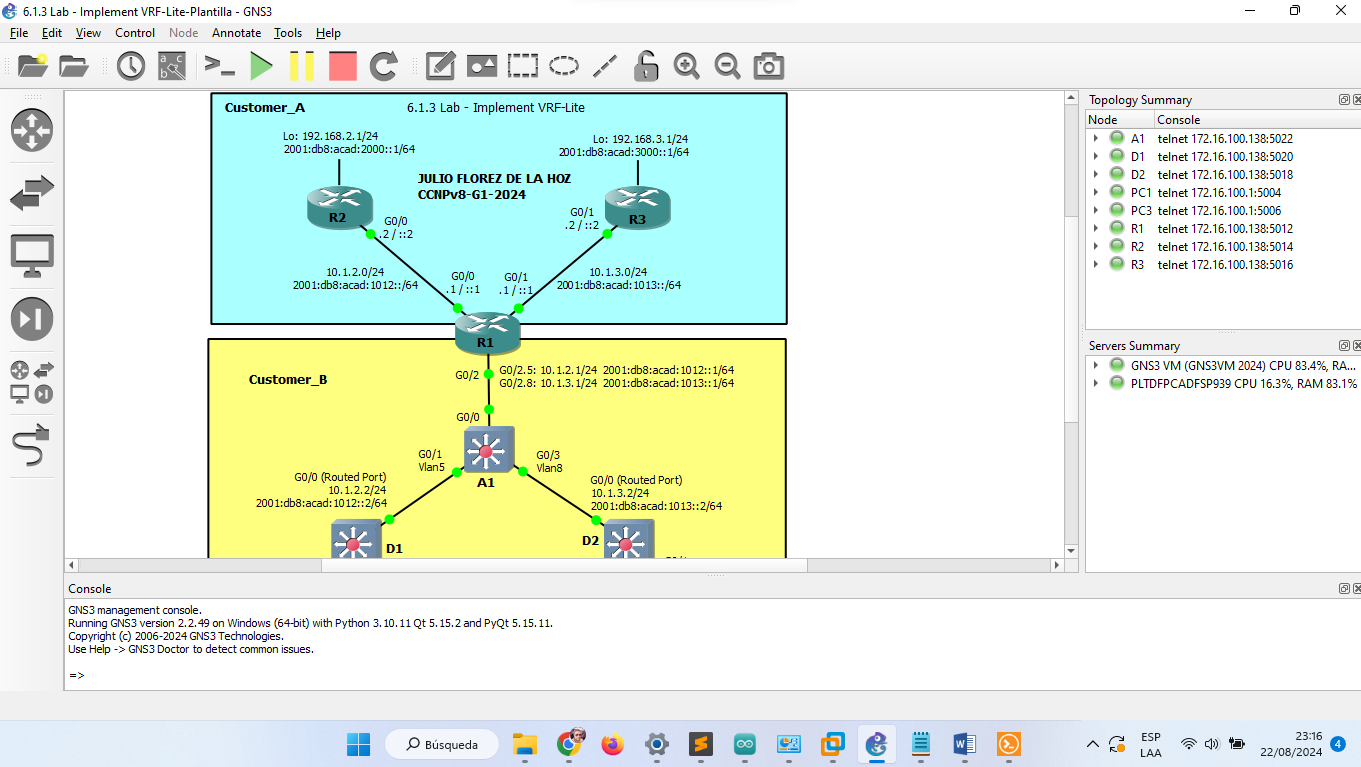 6.1.3 Lab - Implement VRF-Lite-Plantilla - GNS3
File Edit View Control Node Annotate Tools Help
Customer_A
6.1.3 Lab - Implement VRF-Lite
Lo: 192.168.2.1/24
2001:db8:acad:2000::1/64
Lo: 192.168.3.1/24
2001:db8:acad:3000::1/64
JULIO FLOREZ DE LA HOZ
CCNPv8-G1-2024
R2
G0/0
.2 / ::2
R3
G0/1
.2 / ::2
10.1.2.0/24
2001:db8:acad:1012::/64
G0/0
.1 / ::1
G0/1
.1 / ::1
10.1.3.0/24
2001:db8:acad:1013::/64
R1
Customer_B
G0/2
G0/2.5: 10.1.2.1/24 2001:db8:acad:1012::1/64
G0/2.8: 10.1.3.1/24 2001:db8:acad:1013::1/64
G0/0
G0/1
Vlan5
G0/3
Vlan8
A1
G0/0 (Routed Port)
10.1.2.2/24
2001:db8:acad:1012::2/64
G0/0 (Routed Port)
10.1.3.2/24
2001:db8:acad:1013::2/64
D1
D2
Topology Summary
Node Console
A1 telnet 172.16.100.138:5022
D1 telnet 172.16.100.138:5020
D2 telnet 172.16.100.138:5018
PC1 telnet 172.16.100.1:5004
PC3 telnet 172.16.100.1:5006
R1 telnet 172.16.100.138:5012
R2 telnet 172.16.100.138:5014
R3 telnet 172.16.100.138:5016
Servers Summary
GNS3 VM (GNS3VM 2024) CPU 83.4%, RA...
PLTDFPCADFSP939 CPU 16.3%, RAM 83.1%
Console
GNS3 management console.
Running GNS3 version 2.2.49 on Windows (64-bit) with Python 3.10.11 Qt 5.15.2 and PyQt 5.15.11.
Copyright (c) 2006-2024 GNS3 Technologies.
Use Help -> GNS3 Doctor to detect common issues.
=>
Búsqueda
ESP
LAA
23:16
22/08/2024
4